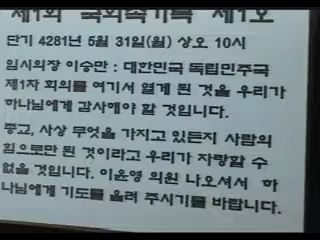 제1회 국회속기록 제1호
단기 4281년 5월 31일(월) 상오 10시
임시의장 이승만 : 대한민국 독립민주국
제1차 회의를 여기서 열게 된 것을 우리가
하나님에게 감사해야 할 것입니다.
종교, 사상 무엇을 가지고 있든지 사람의
힘으로만 된 것이라고 우리가 자랑할 수
없을 것입니다. 이윤영 의원 나오셔서 하
나님에게 기도를 올려 주시기를 바랍니다.